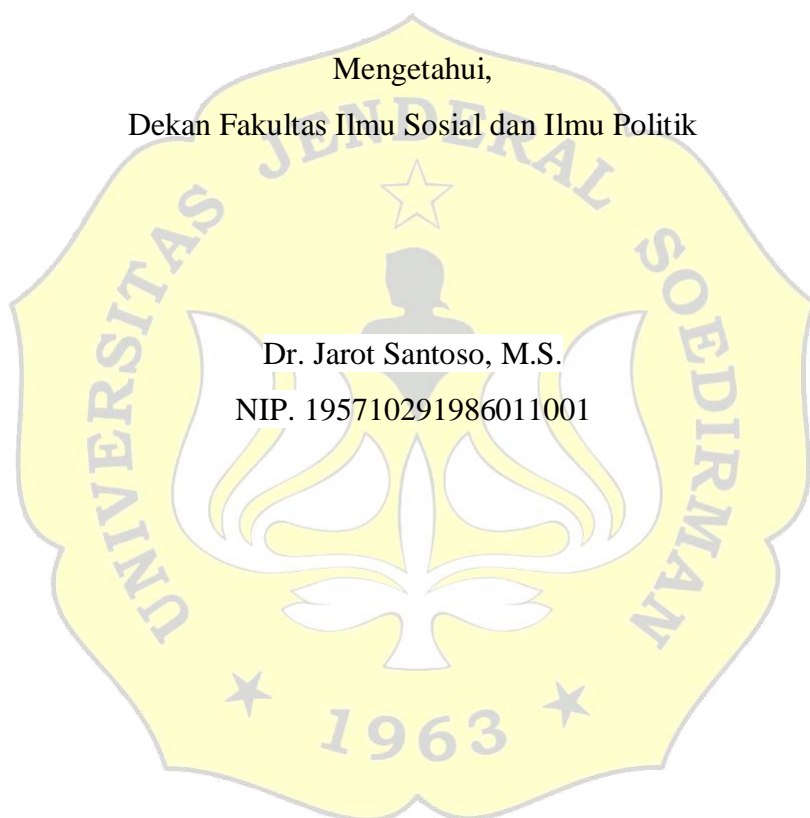 Mengetahui,
Dekan Fakultas Ilmu Sosial dan Ilmu Politik
UNIVERSITAS JENDERAL SOEDIRMAN
Dr. Jarot Santoso, M.S.
NIP. 195710291986011001
1963